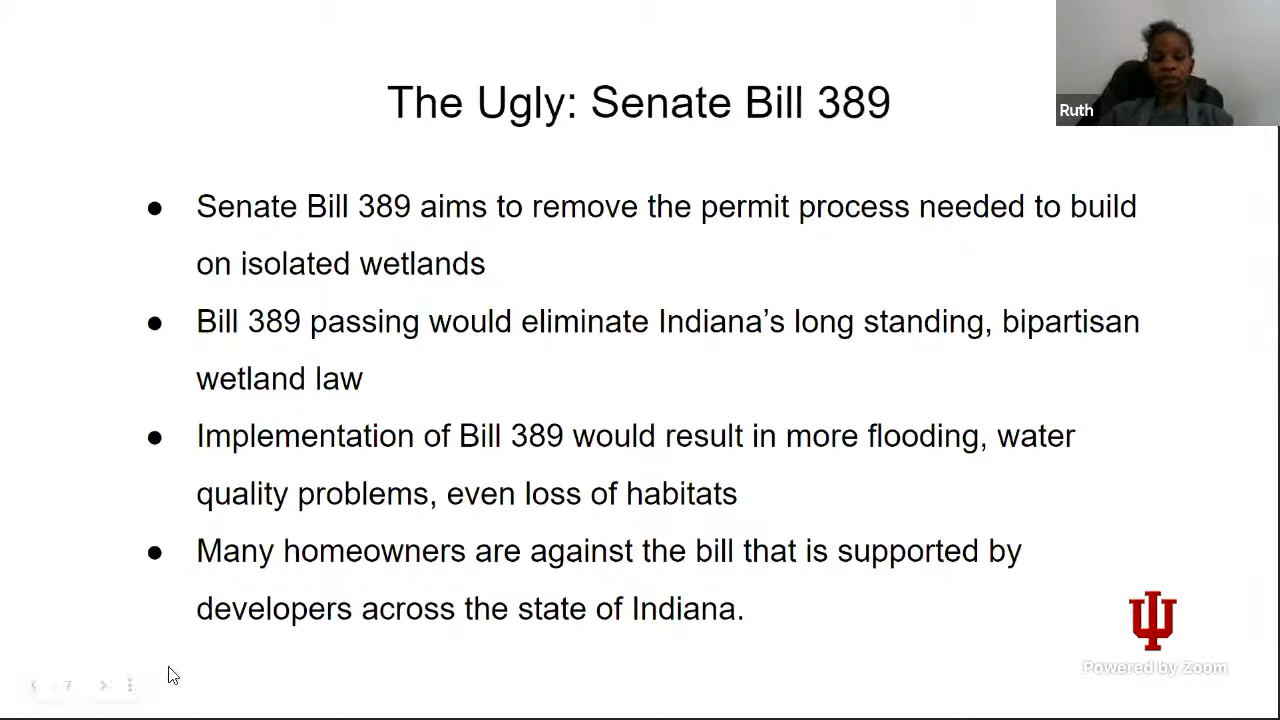 The Ugly: Senate Bill 389
Ruth
● Senate Bill 389 aims to remove the permit process needed to build
on isolated wetlands
● Bill 389 passing would eliminate Indiana’s long standing, bipartisan
wetland law
● Implementation of Bill 389 would result in more flooding, water
quality problems, even loss of habitats
● Many homeowners are against the bill that is supported by
developers across the state of Indiana.
Powered by Zoom
7